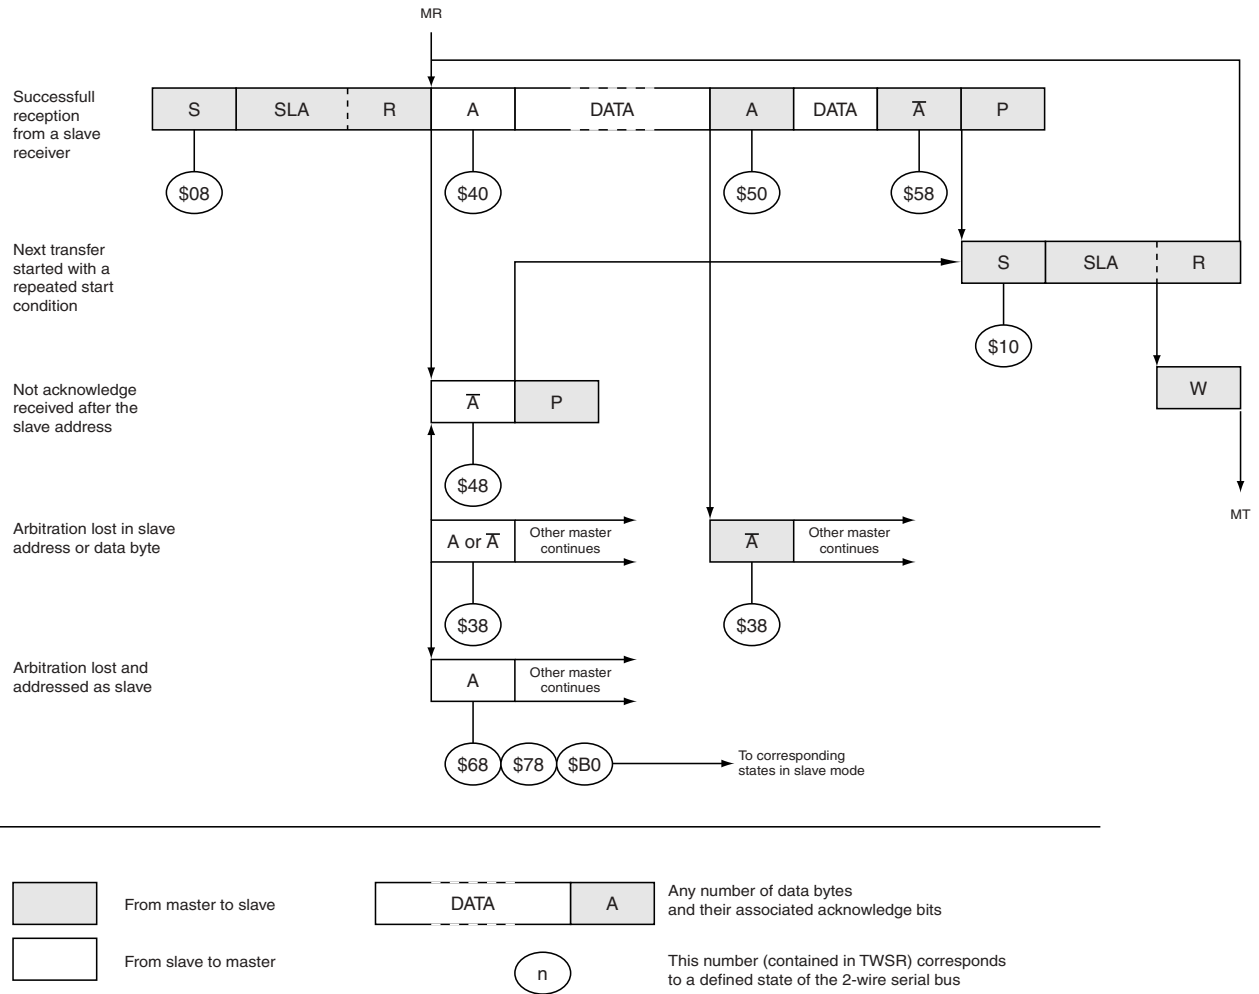 MR
Successfull
reception
from a slave
receiver
S SLA R A DATA A DATA A̅ P
$08 $40 $50 $58
Next transfer
started with a
repeated start
condition
S SLA R
$10
Not acknowledge
received after the
slave address
A̅ P
W
$48
MT
Arbitration lost in slave
address or data byte
A or A̅
Other master
continues
A̅
Other master
continues
$38 $38
Arbitration lost and
addressed as slave
A
Other master
continues
$68 $78 $B0
To corresponding
states in slave mode
From master to slave
DATA A
Any number of data bytes
and their associated acknowledge bits
From slave to master
n
This number (contained in TWSR) corresponds
to a defined state of the 2-wire serial bus